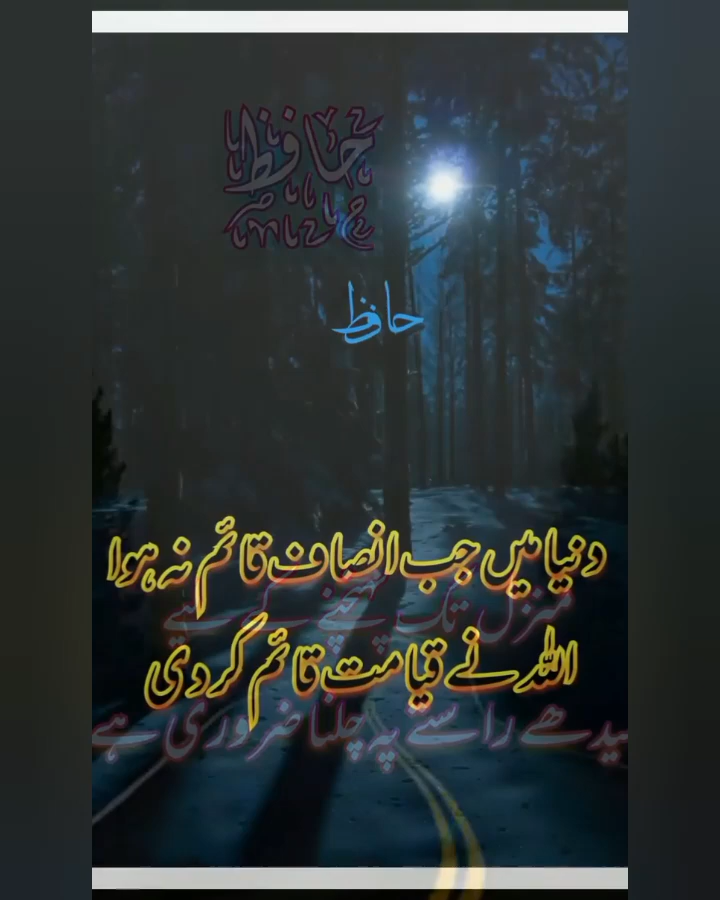 حافظ
حافظ
دنیا میں جب انصاف قائم نہ ہوا
منزل تک پہنچنے کے لیے
اللہ نے قیامت قائم کر دی
سیدھے راستے پہ چلنا ضروری ہے